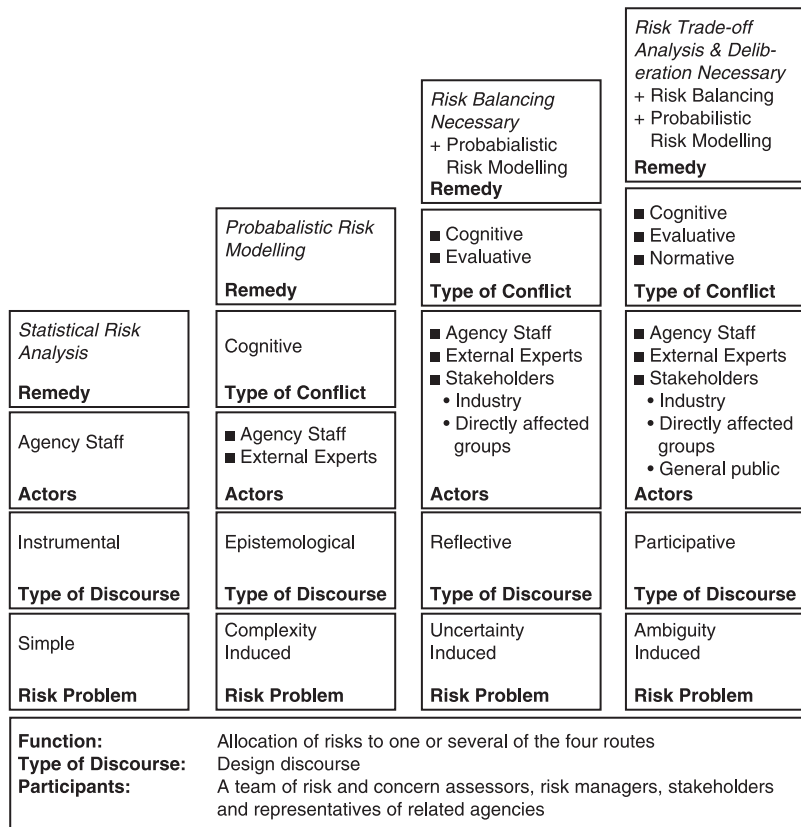 Statistical Risk
Analysis
Remedy
Agency Staff
Actors
Instrumental
Type of Discourse
Simple
Risk Problem
Probabalistic Risk
Modelling
Remedy
Cognitive
Type of Conflict
■ Agency Staff
■ External Experts
Actors
Epistemological
Type of Discourse
Complexity
Induced
Risk Problem
Risk Balancing
Necessary
+ Probabialistic
Risk Modelling
Remedy
■ Cognitive
■ Evaluative
Type of Conflict
■ Agency Staff
■ External Experts
■ Stakeholders
• Industry
• Directly affected
groups
Actors
Reflective
Type of Discourse
Uncertainty
Induced
Risk Problem
Risk Trade-off
Analysis & Delib-
eration Necessary
+ Risk Balancing
+ Probabilistic
Risk Modelling
Remedy
■ Cognitive
■ Evaluative
■ Normative
Type of Conflict
■ Agency Staff
■ External Experts
■ Stakeholders
• Industry
• Directly affected
groups
• General public
Actors
Participative
Type of Discourse
Ambiguity
Induced
Risk Problem
Function: Allocation of risks to one or several of the four routes
Type of Discourse: Design discourse
Participants: A team of risk and concern assessors, risk managers, stakeholders
and representatives of related agencies